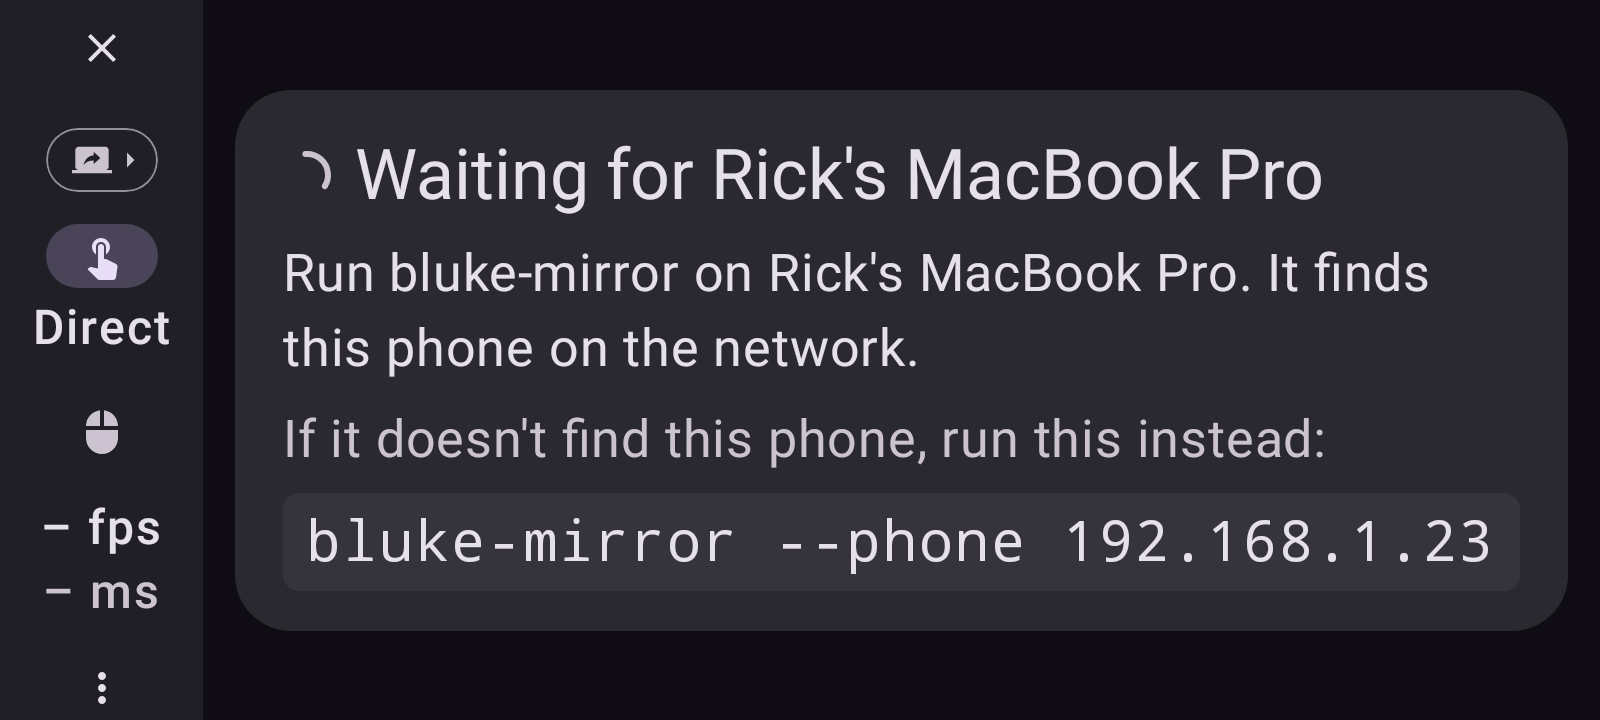 Waiting for Rick's MacBook Pro
Run bluke-mirror on Rick's MacBook Pro. It finds
this phone on the network.
If it doesn't find this phone, run this instead:
bluke-mirror --phone 192.168.1.23
Direct
– fps
– ms